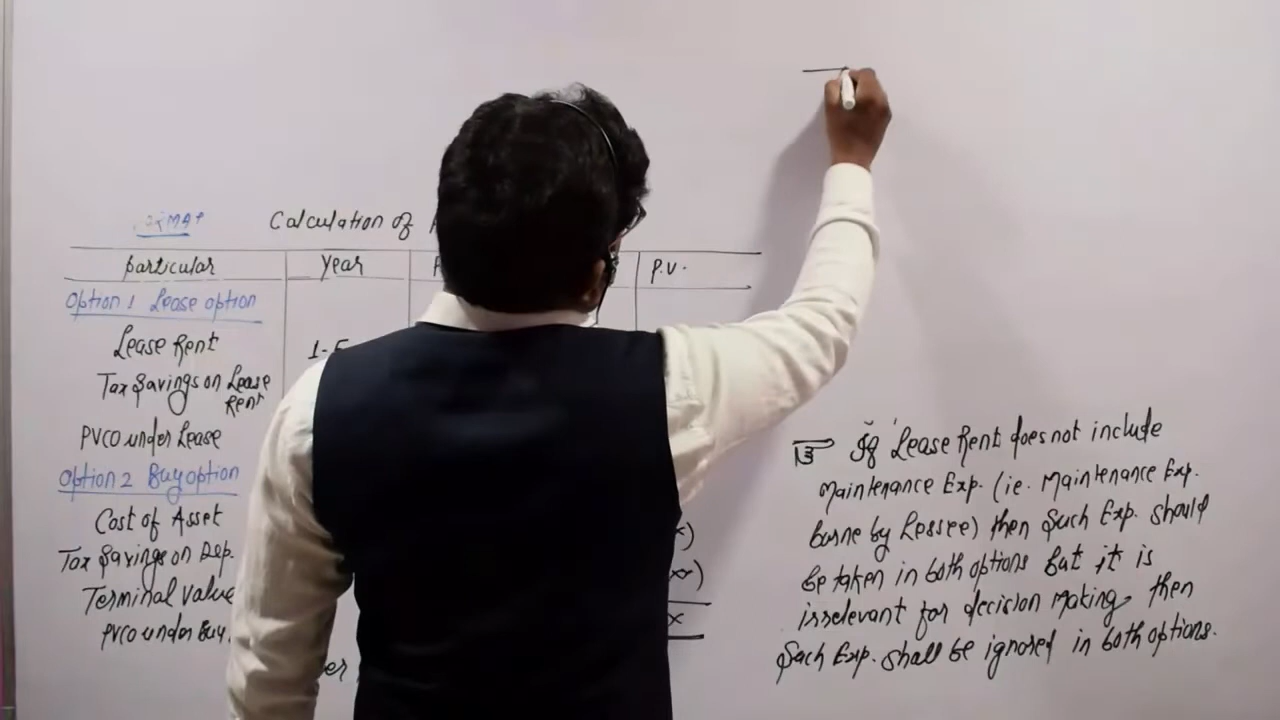 Calculation of
particular
Year
P.V.
Option 1 Lease option
Lease Rent
1-5
Tax Savings on Lease
Rent
PVCO under Lease
Option 2 Buy option
Cost of Asset
Tax Savings on Dep.
Terminal Value
PVCO under Buy
If Lease Rent does not include
Maintenance Exp. (ie. Maintenance Exp.
borne by Lessee) then Such Exp. should
be taken in both options but it is
irrelevant for decision Making, then
Such Exp. shall be ignored in both options.